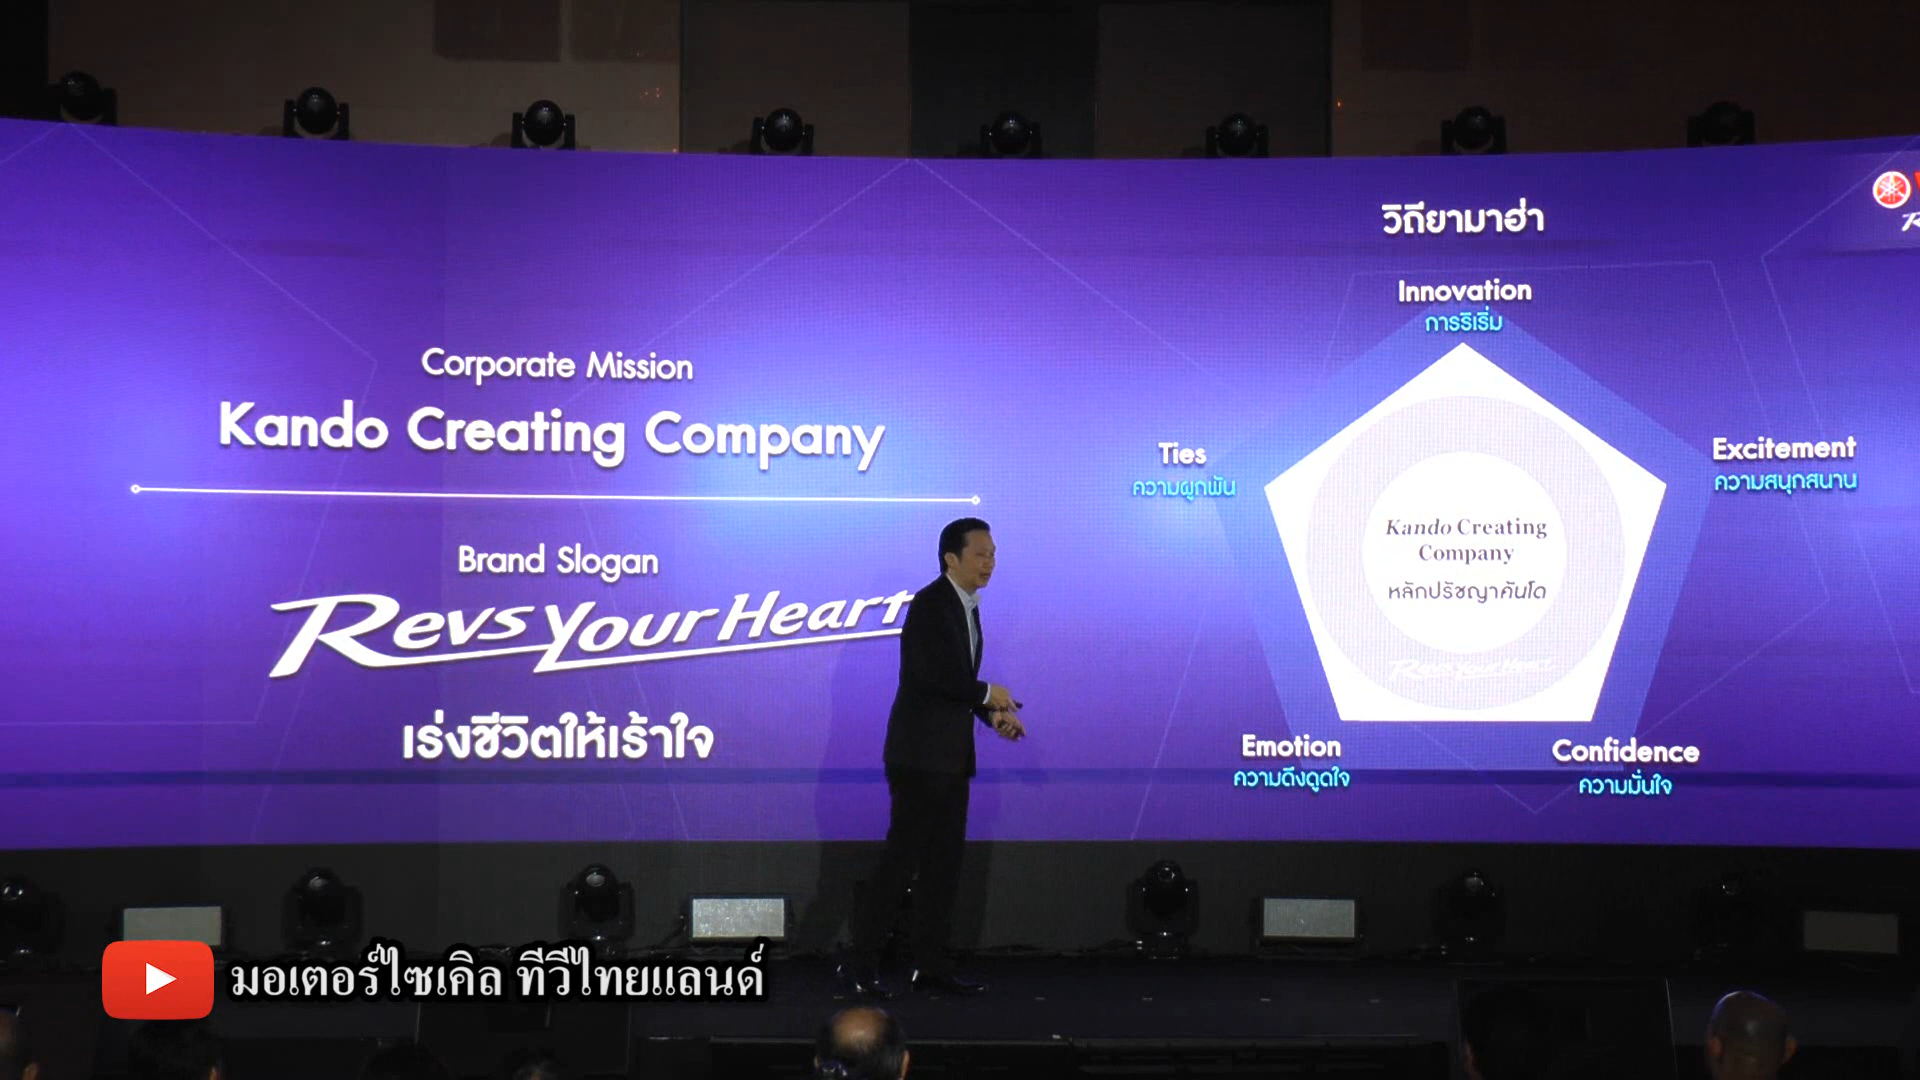 Corporate Mission
Kando Creating Company
Brand Slogan
Revs Your Heart
เร่งชีวิตให้เร้าใจ
วิถียามาฮ่า
Innovation
การริเริ่ม
Ties
ความผูกพัน
Excitement
ความสนุกสนาน
Kando Creating
Company
หลักปรัชญาคันโด
Revs Your Heart
Emotion
ความดึงดูดใจ
Confidence
ความมั่นใจ
มอเตอร์ไซเคิล ทีวีไทยแลนด์